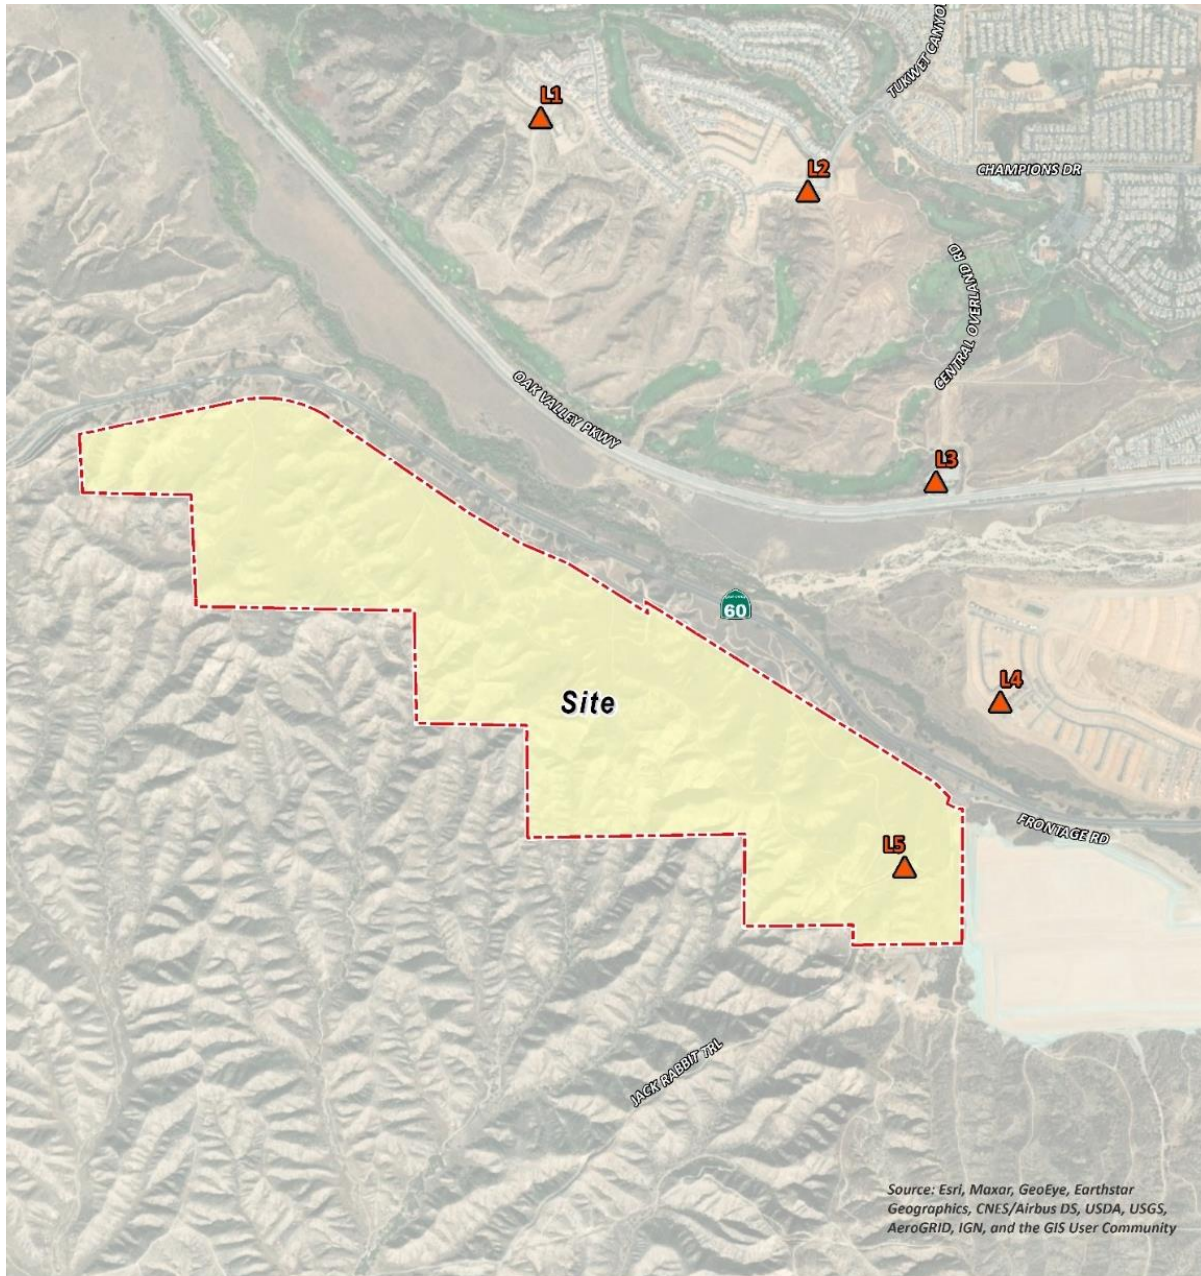 L1
TUKWET CANYO
L2
CHAMPIONS DR
CENTRAL OVERLAND RD
OAK VALLEY PKWY
L3
60
Site
L4
FRONTAGE RD
L5
JACK RABBIT TRL
Source: Esri, Maxar, GeoEye, Earthstar
Geographics, CNES/Airbus DS, USDA, USGS,
AeroGRID, IGN, and the GIS User Community